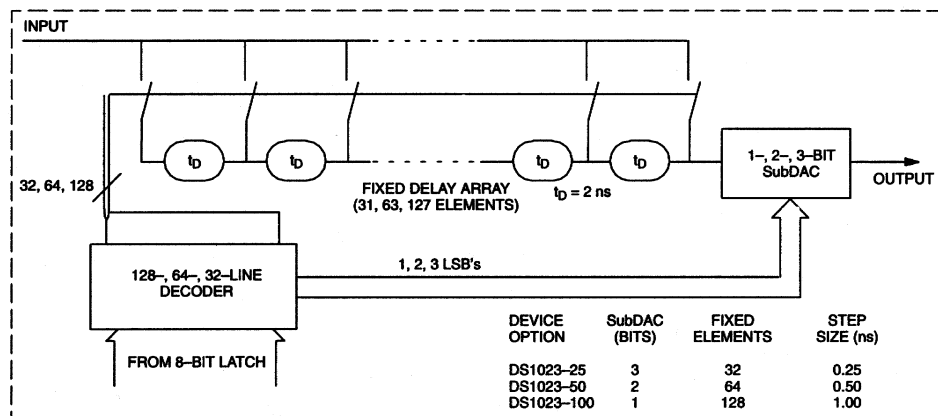 INPUT
tD
tD
tD
tD
1–, 2–, 3–BIT
SubDAC
OUTPUT
32, 64, 128
FIXED DELAY ARRAY
(31, 63, 127 ELEMENTS)
tD = 2 ns
128–, 64–, 32–LINE
DECODER
1, 2, 3 LSB's
FROM 8–BIT LATCH
DEVICE OPTION SubDAC (BITS) FIXED ELEMENTS STEP SIZE (ns)
DS1023–25 3 32 0.25
DS1023–50 2 64 0.50
DS1023–100 1 128 1.00